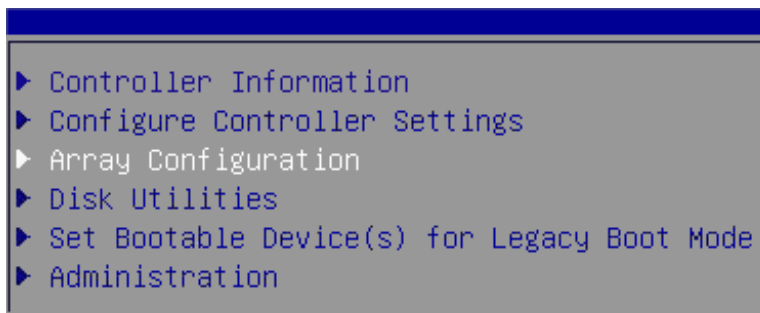 Controller Information
Configure Controller Settings
Array Configuration
Disk Utilities
Set Bootable Device(s) for Legacy Boot Mode
Administration